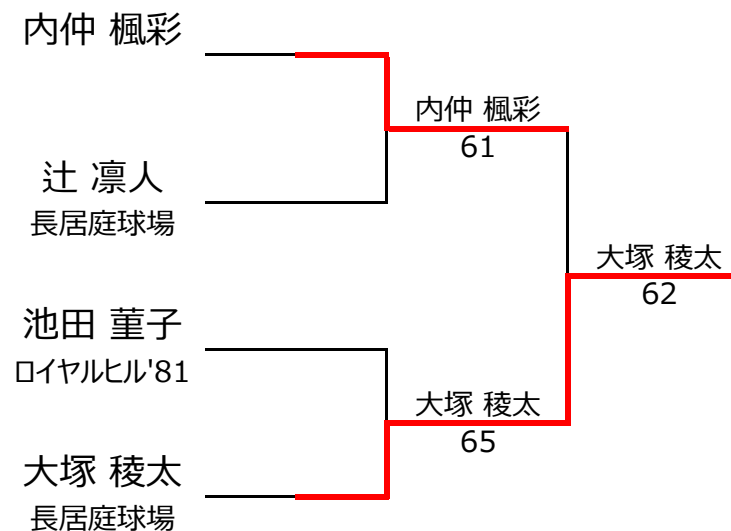 内仲 楓彩
内仲 楓彩
61
辻 凛人
長居庭球場
大塚 稜太
62
池田 菫子
ロイヤルヒル'81
大塚 稜太
65
大塚 稜太
長居庭球場